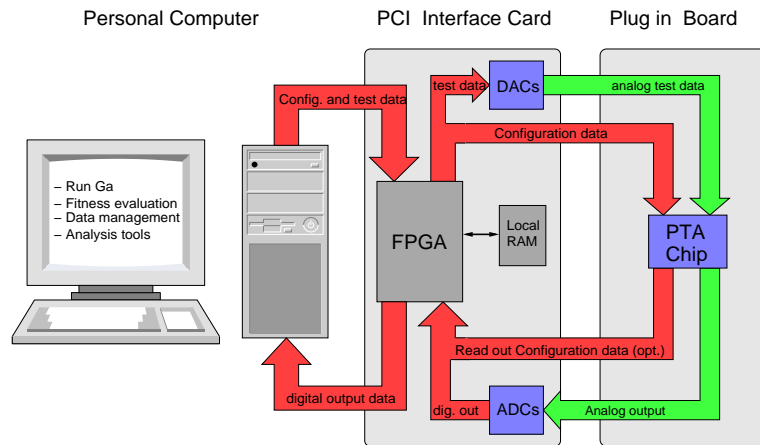 Personal Computer
PCI Interface Card
Plug in Board
test data
DACs
analog test data
Config. and test data
Configuration data
– Run Ga
– Fitness evaluation
– Data management
– Analysis tools
FPGA
Local
RAM
PTA
Chip
Read out Configuration data (opt.)
digital output data
dig. out
ADCs
Analog output